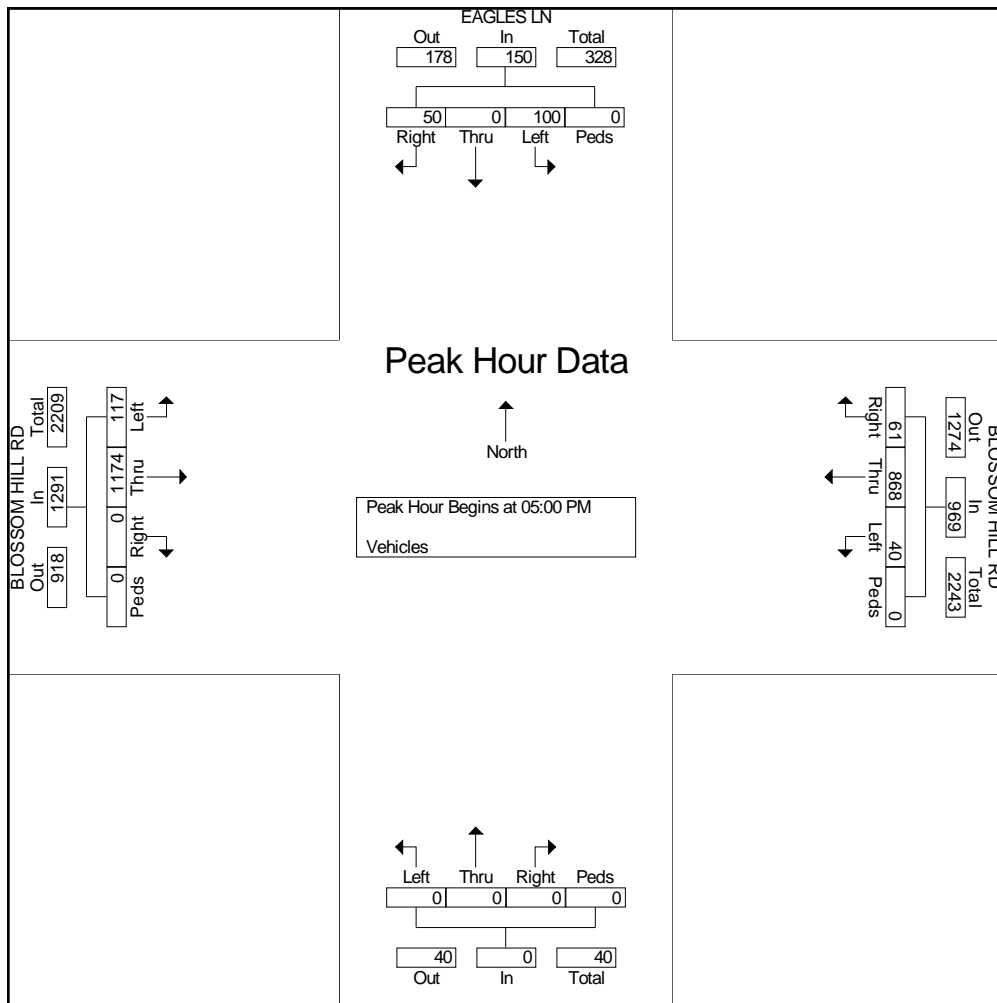 EAGLES LN
Out In Total
178 150 328
50 0 100 0
Right Thru Left Peds
Peak Hour Data
North
Peak Hour Begins at 05:00 PM
Vehicles
BLOSSOM HILL RD
Out In Total
918 1291 2209
Left Thru Right Peds
117 1174 0 0
BLOSSOM HILL RD
Out In Total
1274 969 2243
61 868 40 0
Right Thru Left Peds
Left Thru Right Peds
0 0 0 0
40 0 40
Out In Total